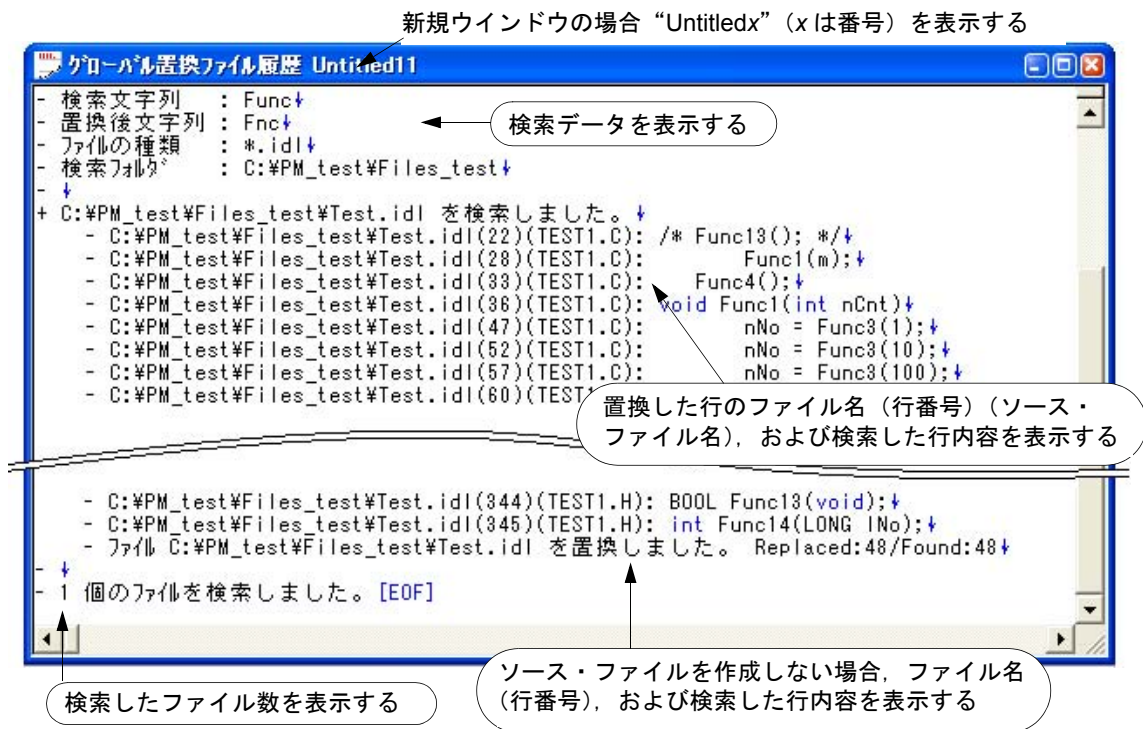 新規ウインドウの場合“Untitledx”（x は番号）を表示する
グローバル置換ファイル履歴 Untitled11
- 検索文字列　: Func↓
- 置換後文字列 : Fnc↓
- ファイルの種類　: *.idl↓
- 検索フォルダ　: C:¥PM_test¥Files_test↓
- ↓
検索データを表示する
+ C:¥PM_test¥Files_test¥Test.idl を検索しました。↓
- C:¥PM_test¥Files_test¥Test.idl(22)(TEST1.C): /* Func13(); */↓
- C:¥PM_test¥Files_test¥Test.idl(28)(TEST1.C): Func1(m);↓
- C:¥PM_test¥Files_test¥Test.idl(33)(TEST1.C): Func4();↓
- C:¥PM_test¥Files_test¥Test.idl(36)(TEST1.C): void Func1(int nCnt)↓
- C:¥PM_test¥Files_test¥Test.idl(47)(TEST1.C): nNo = Func3(1);↓
- C:¥PM_test¥Files_test¥Test.idl(52)(TEST1.C): nNo = Func3(10);↓
- C:¥PM_test¥Files_test¥Test.idl(57)(TEST1.C): nNo = Func3(100);↓
- C:¥PM_test¥Files_test¥Test.idl(60)(TEST1
置換した行のファイル名（行番号）（ソース・
ファイル名），および検索した行内容を表示する
- C:¥PM_test¥Files_test¥Test.idl(344)(TEST1.H): BOOL Func13(void);↓
- C:¥PM_test¥Files_test¥Test.idl(345)(TEST1.H): int Func14(LONG lNo);↓
- ファイル C:¥PM_test¥Files_test¥Test.idl を置換しました。 Replaced:48/Found:48↓
- ↓
- 1 個のファイルを検索しました。[EOF]
検索したファイル数を表示する
ソース・ファイルを作成しない場合，ファイル名
（行番号），および検索した行内容を表示する